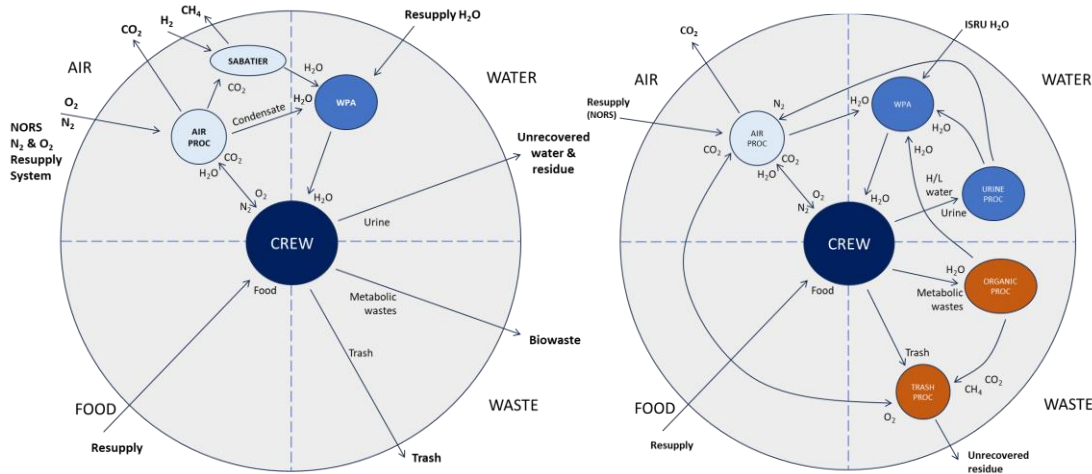 CH₄
H₂
CO₂
SABATIER
Resupply H₂O
AIR
WATER
CO₂
H₂O
H₂O
WPA
O₂
N₂
Condensate
AIR
PROC
NORS
N₂ & O₂
Resupply
System
CO₂
H₂O
O₂
N₂
H₂O
Unrecovered
water &
residue
Urine
CREW
Food
Metabolic
wastes
Biowaste
Trash
FOOD
WASTE
Resupply
Trash
CO₂
ISRU H₂O
AIR
WATER
Resupply
(NORS)
N₂
H₂O
WPA
AIR
PROC
H₂O
CO₂
H₂O
CO₂
H₂O
H/L
water
URINE
PROC
O₂
N₂
H₂O
Urine
CREW
Food
H₂O
Metabolic
wastes
ORGANIC
PROC
Trash
TRASH
PROC
CH₄
CO₂
O₂
FOOD
WASTE
Resupply
Unrecovered
residue